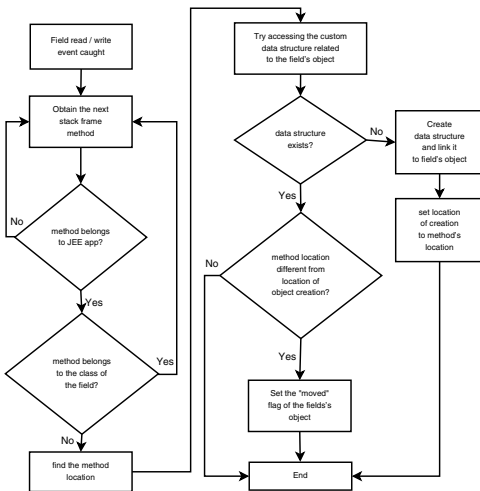 Field read / write
event caught
Obtain the next
stack frame
method
No
method belongs
to JEE app?
Yes
method belongs
to the class of
the field?
Yes
No
find the method
location
Try accessing the custom
data structure related
to the field's object
data structure
exists?
No
Create
data structure
and link it
to field's object
set location
of creation
to method's
location
Yes
No
method location
different from
location of
object creation?
Yes
Set the "moved"
flag of the fields's
object
End